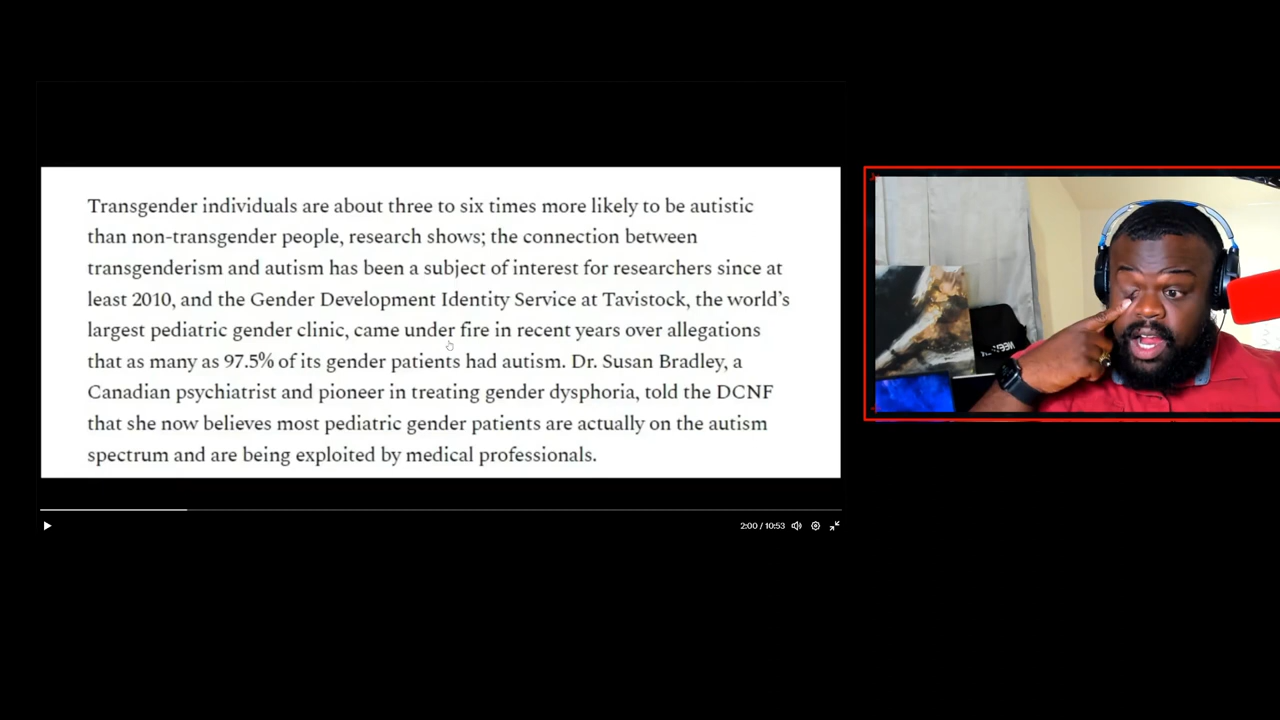 Transgender individuals are about three to six times more likely to be autistic
than non-transgender people, research shows; the connection between
transgenderism and autism has been a subject of interest for researchers since at
least 2010, and the Gender Development Identity Service at Tavistock, the world's
largest pediatric gender clinic, came under fire in recent years over allegations
that as many as 97.5% of its gender patients had autism. Dr. Susan Bradley, a
Canadian psychiatrist and pioneer in treating gender dysphoria, told the DCNF
that she now believes most pediatric gender patients are actually on the autism
spectrum and are being exploited by medical professionals.
2:00 / 10:53